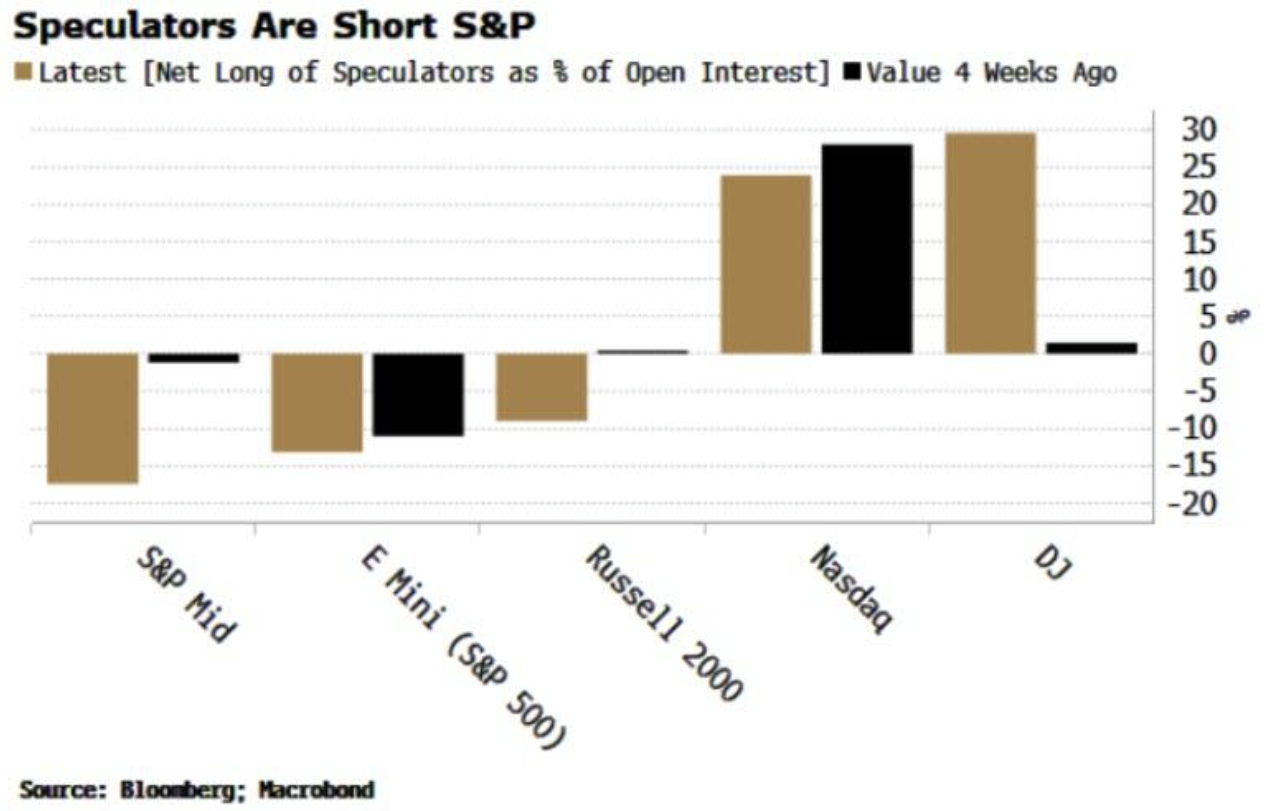 Speculators Are Short S&P
Latest [Net Long of Speculators as % of Open Interest] Value 4 Weeks Ago
30
25
20
15
10
5
%
0
-5
-10
-15
-20
S&P Mid
E Mini (S&P 500)
Russell 2000
Nasdaq
DJ
Source: Bloomberg; Macrobond